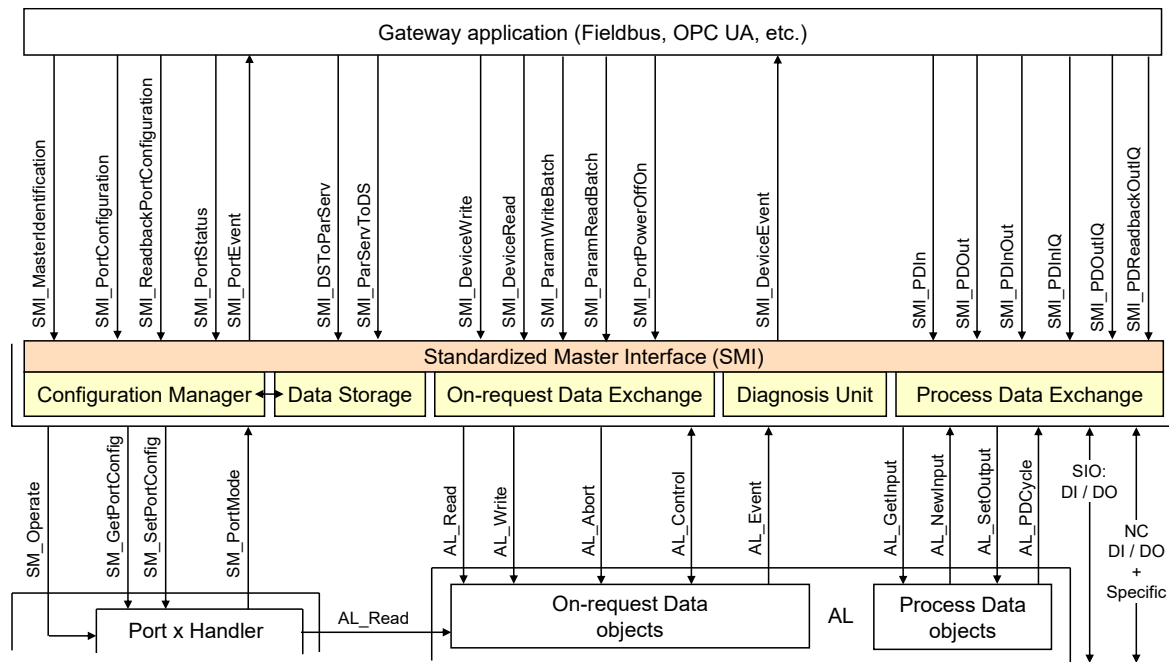 Gateway application (Fieldbus, OPC UA, etc.)
SMI_MasterIdentification
SMI_PortConfiguration
SMI_ReadbackPortConfiguration
SMI_PortStatus
SMI_PortEvent
SMI_DSToParServ
SMI_ParServToDS
SMI_DeviceWrite
SMI_DeviceRead
SMI_ParamWriteBatch
SMI_ParamReadBatch
SMI_PortPowerOffOn
SMI_DeviceEvent
SMI_PDIn
SMI_PDOut
SMI_PDInOut
SMI_PDInIQ
SMI_PDOutIQ
SMI_PDReadbackOutIQ
Standardized Master Interface (SMI)
Configuration Manager
Data Storage
On-request Data Exchange
Diagnosis Unit
Process Data Exchange
SM_Operate
SM_GetPortConfig
SM_SetPortConfig
SM_PortMode
AL_Read
AL_Write
AL_Abort
AL_Control
AL_Event
AL_GetInput
AL_NewInput
AL_SetOutput
AL_PDCycle
SIO:
DI / DO
NC
DI / DO
+
Specific
Port x Handler
AL_Read
On-request Data
objects
AL
Process Data
objects